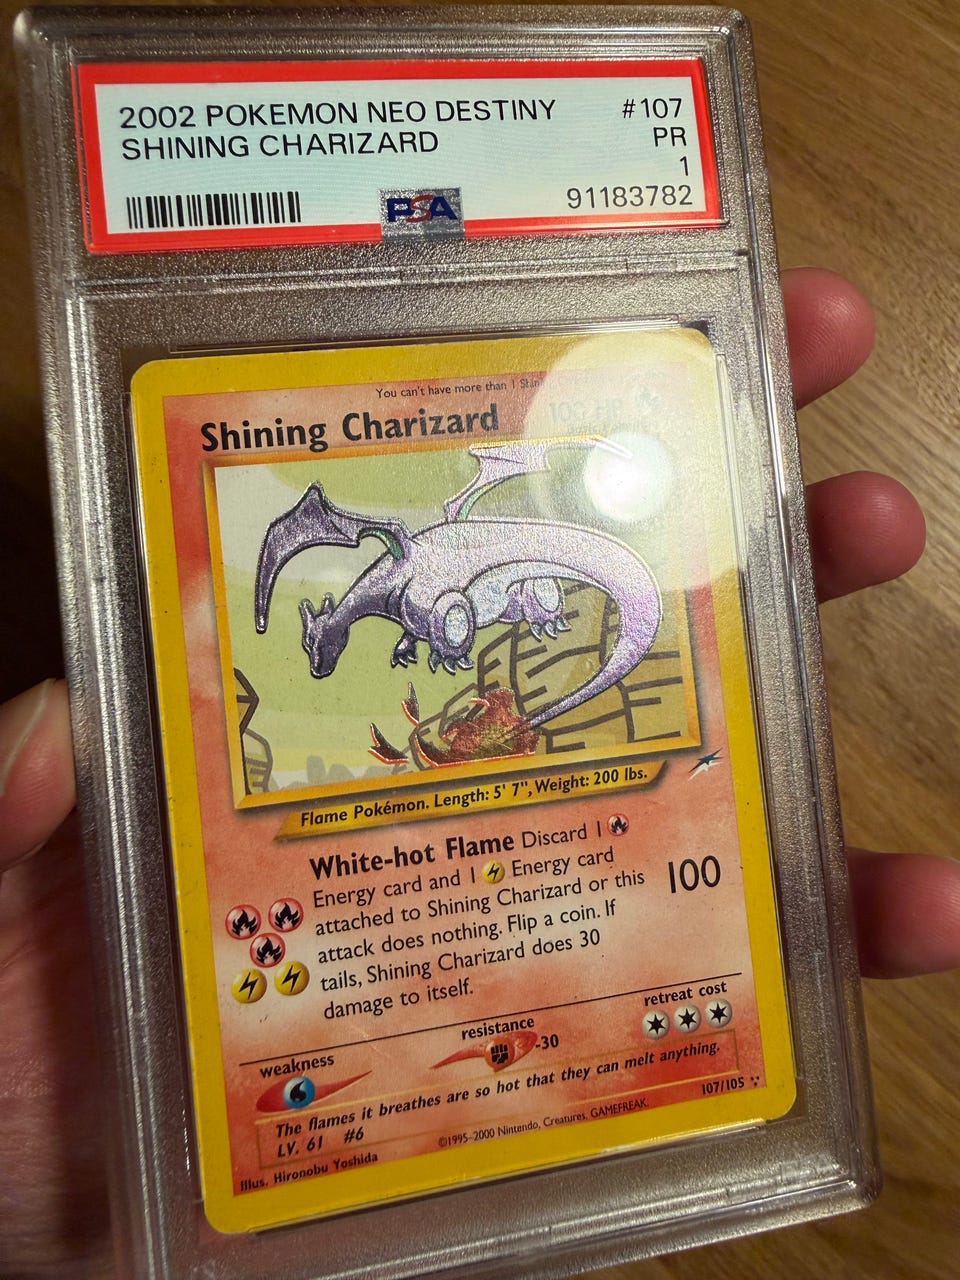 2002 POKEMON NEO DESTINY #107
SHINING CHARIZARD PR
1
PSA 91183782
You can't have more than 1 Shin
Shining Charizard 100 HP
Flame Pokémon. Length: 5' 7", Weight: 200 lbs.
White-hot Flame Discard 1
Energy card and 1 Energy card
attached to Shining Charizard or this
attack does nothing. Flip a coin. If
tails, Shining Charizard does 30
damage to itself.
100
weakness resistance retreat cost
-30
The flames it breathes are so hot that they can melt anything.
LV. 61 #6
107/105
Illus. Hironobu Yoshida
©1995-2000 Nintendo, Creatures, GAMEFREAK.